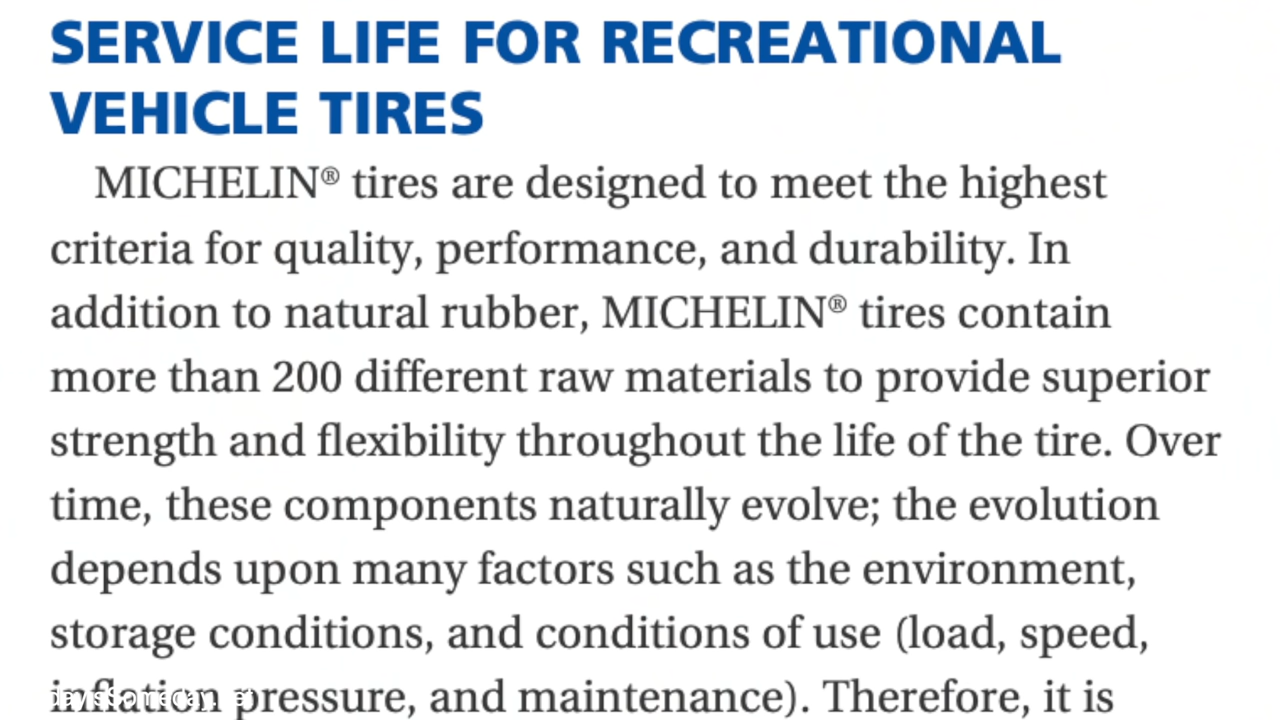 SERVICE LIFE FOR RECREATIONAL
VEHICLE TIRES
MICHELIN® tires are designed to meet the highest
criteria for quality, performance, and durability. In
addition to natural rubber, MICHELIN® tires contain
more than 200 different raw materials to provide superior
strength and flexibility throughout the life of the tire. Over
time, these components naturally evolve; the evolution
depends upon many factors such as the environment,
storage conditions, and conditions of use (load, speed,
inflation pressure, and maintenance). Therefore, it is